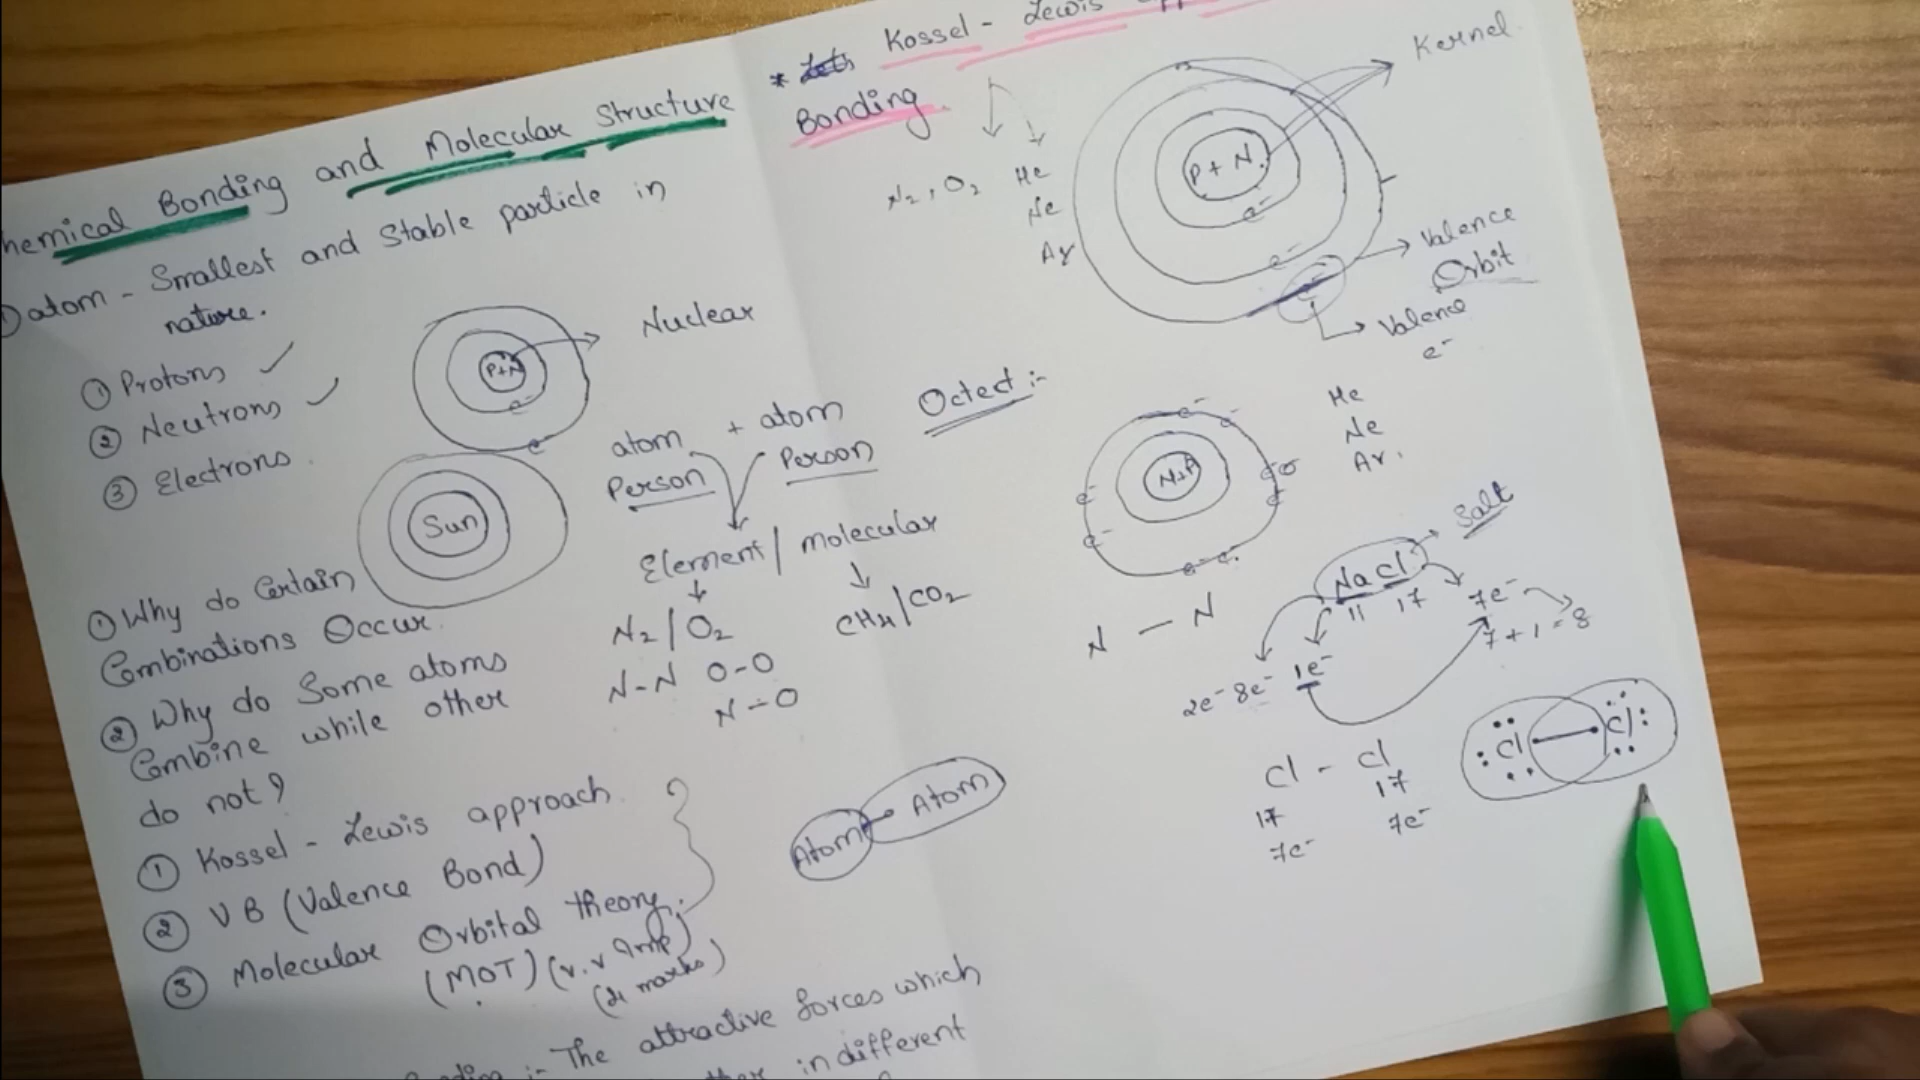 hemical Bonding and Molecular Structure
① atom - Smallest and Stable particle in
nature.
① Protons ✓
② Neutrons ✓
③ Electrons.
P+N
e-
e
Nuclear
Sun
atom + atom
Person Person
Element / molecular
N2 / O2 CH4 / CO2
N-N O-O
N-O
① Why do Certain
Combinations Occur.
② Why do Some atoms
Combine while other
do not?
① Kossel - Lewis approach
② VB (Valence Bond)
③ Molecular Orbital theory.
(MOT) (v.v Imp)
marks)
Atom - Atom
:- The attractive forces which
in different
* Kossel - Lewis
Bonding
N2, O2 He
Ne
Ar
P+N
e-
e-
Kernel
Valence
Orbit
Valence
e-
Octect :-
N+P
e- e- e- e- e- e- e-
He
Ne
Ar.
N - N
NaCl → Salt
11 17
7e-
7+1=8
2e- 8e- 1e-
Cl - Cl
17 17
7e- 7e-
Cl - Cl